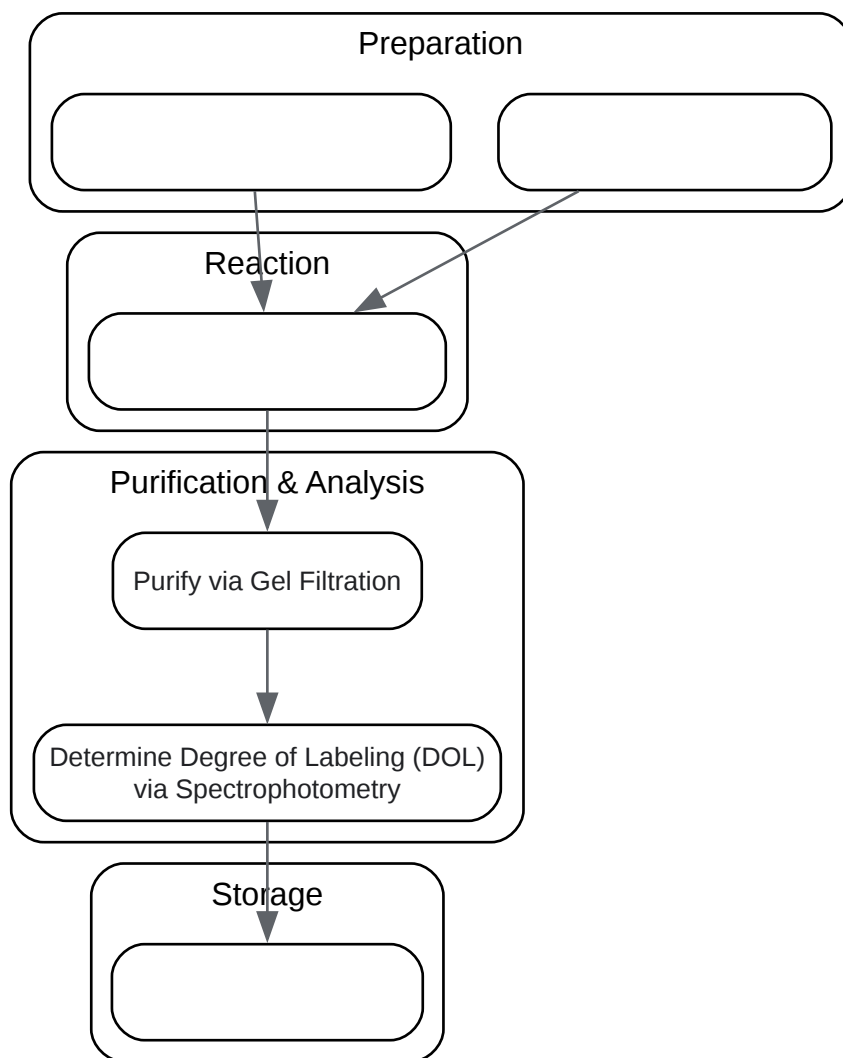 Preparation
Reaction
Purification & Analysis
Purify via Gel Filtration
Determine Degree of Labeling (DOL)
via Spectrophotometry
Storage